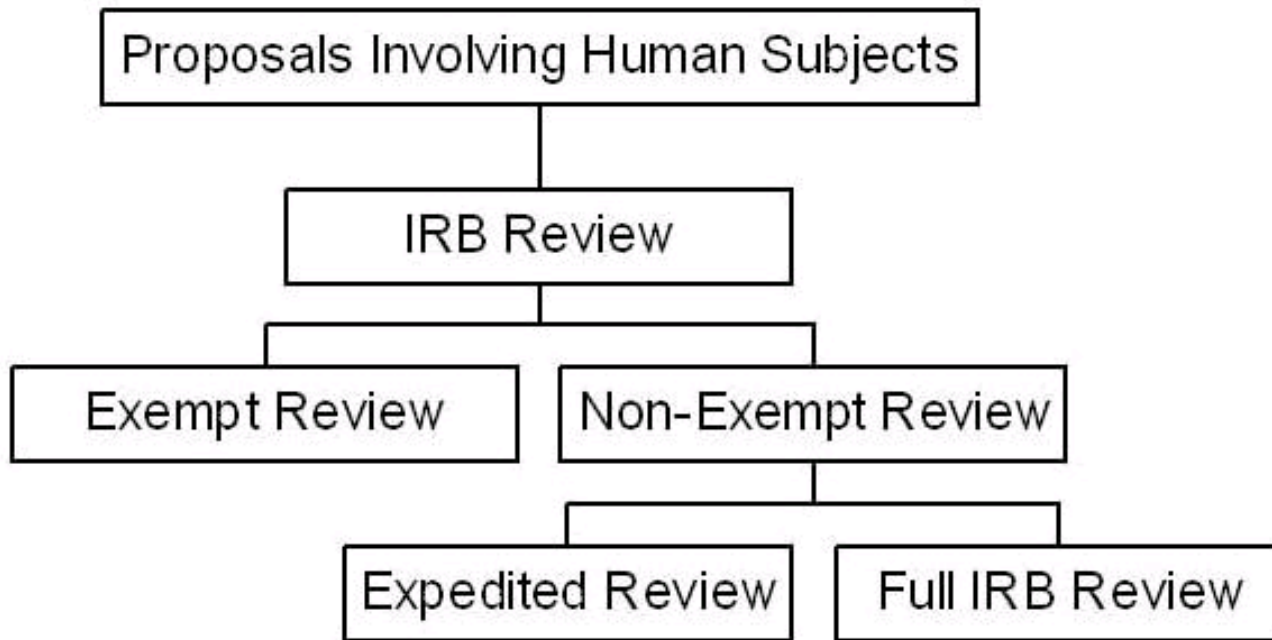 Proposals Involving Human Subjects
IRB Review
Exempt Review
Non-Exempt Review
Expedited Review
Full IRB Review